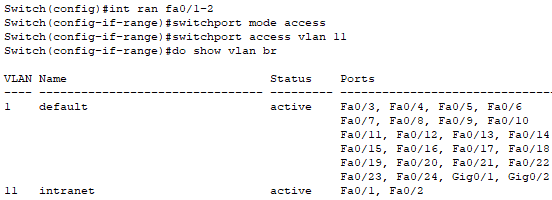 Switch(config)#int ran fa0/1-2
Switch(config-if-range)#switchport mode access
Switch(config-if-range)#switchport access vlan 11
Switch(config-if-range)#do show vlan br

VLAN Name                             Status    Ports
---- -------------------------------- --------- -------------------------------
1    default                          active    Fa0/3, Fa0/4, Fa0/5, Fa0/6
                                                Fa0/7, Fa0/8, Fa0/9, Fa0/10
                                                Fa0/11, Fa0/12, Fa0/13, Fa0/14
                                                Fa0/15, Fa0/16, Fa0/17, Fa0/18
                                                Fa0/19, Fa0/20, Fa0/21, Fa0/22
                                                Fa0/23, Fa0/24, Gig0/1, Gig0/2
11   intranet                         active    Fa0/1, Fa0/2